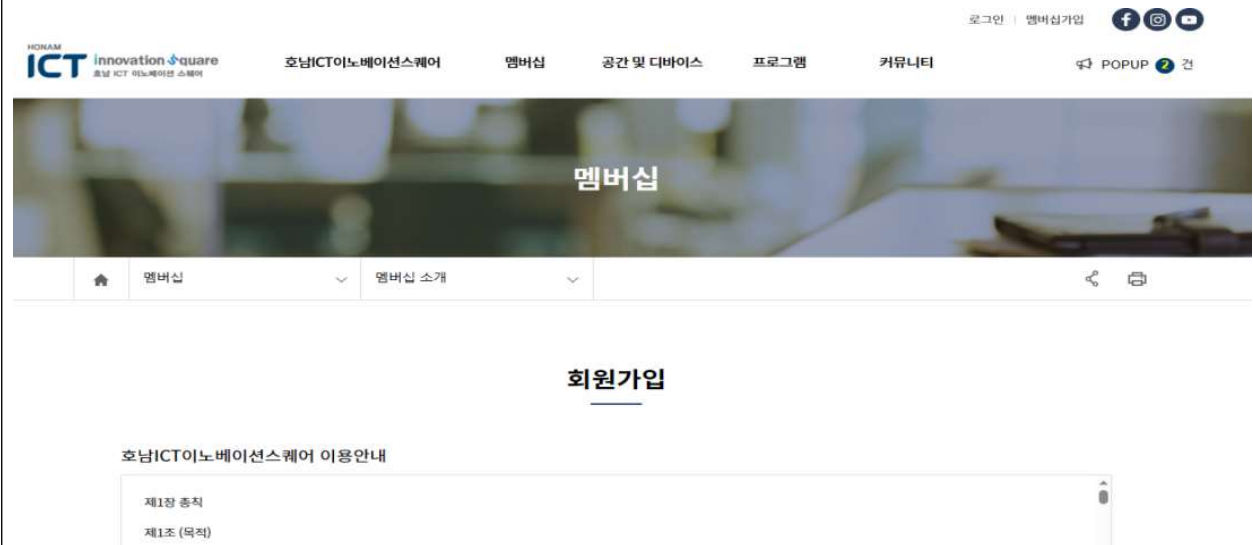 로그인 멤버십가입
HONAM
ICT innovation Square
호남 ICT 이노베이션 스퀘어
호남ICT이노베이션스퀘어 멤버십 공간 및 디바이스 프로그램 커뮤니티 POPUP 2 건
멤버십
멤버십 멤버십 소개
회원가입
호남ICT이노베이션스퀘어 이용안내
제1장 총칙
제1조 (목적)